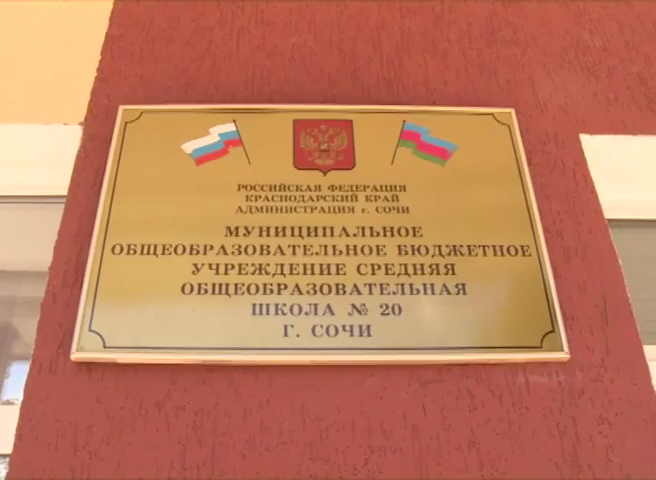 РОССИЙСКАЯ ФЕДЕРАЦИЯ
КРАСНОДАРСКИЙ КРАЙ
АДМИНИСТРАЦИЯ г. СОЧИ
МУНИЦИПАЛЬНОЕ
ОБЩЕОБРАЗОВАТЕЛЬНОЕ БЮДЖЕТНОЕ
УЧРЕЖДЕНИЕ СРЕДНЯЯ
ОБЩЕОБРАЗОВАТЕЛЬНАЯ
ШКОЛА № 20
Г. СОЧИ